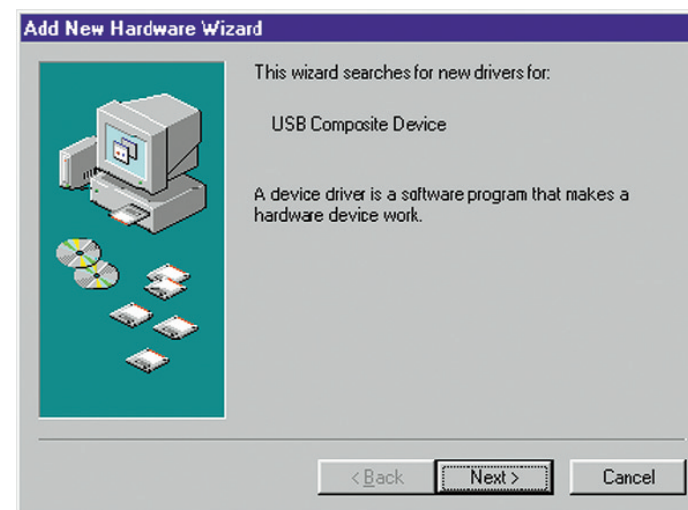 Add New Hardware Wizard
This wizard searches for new drivers for:
USB Composite Device
A device driver is a software program that makes a
hardware device work.
< Back
Next >
Cancel